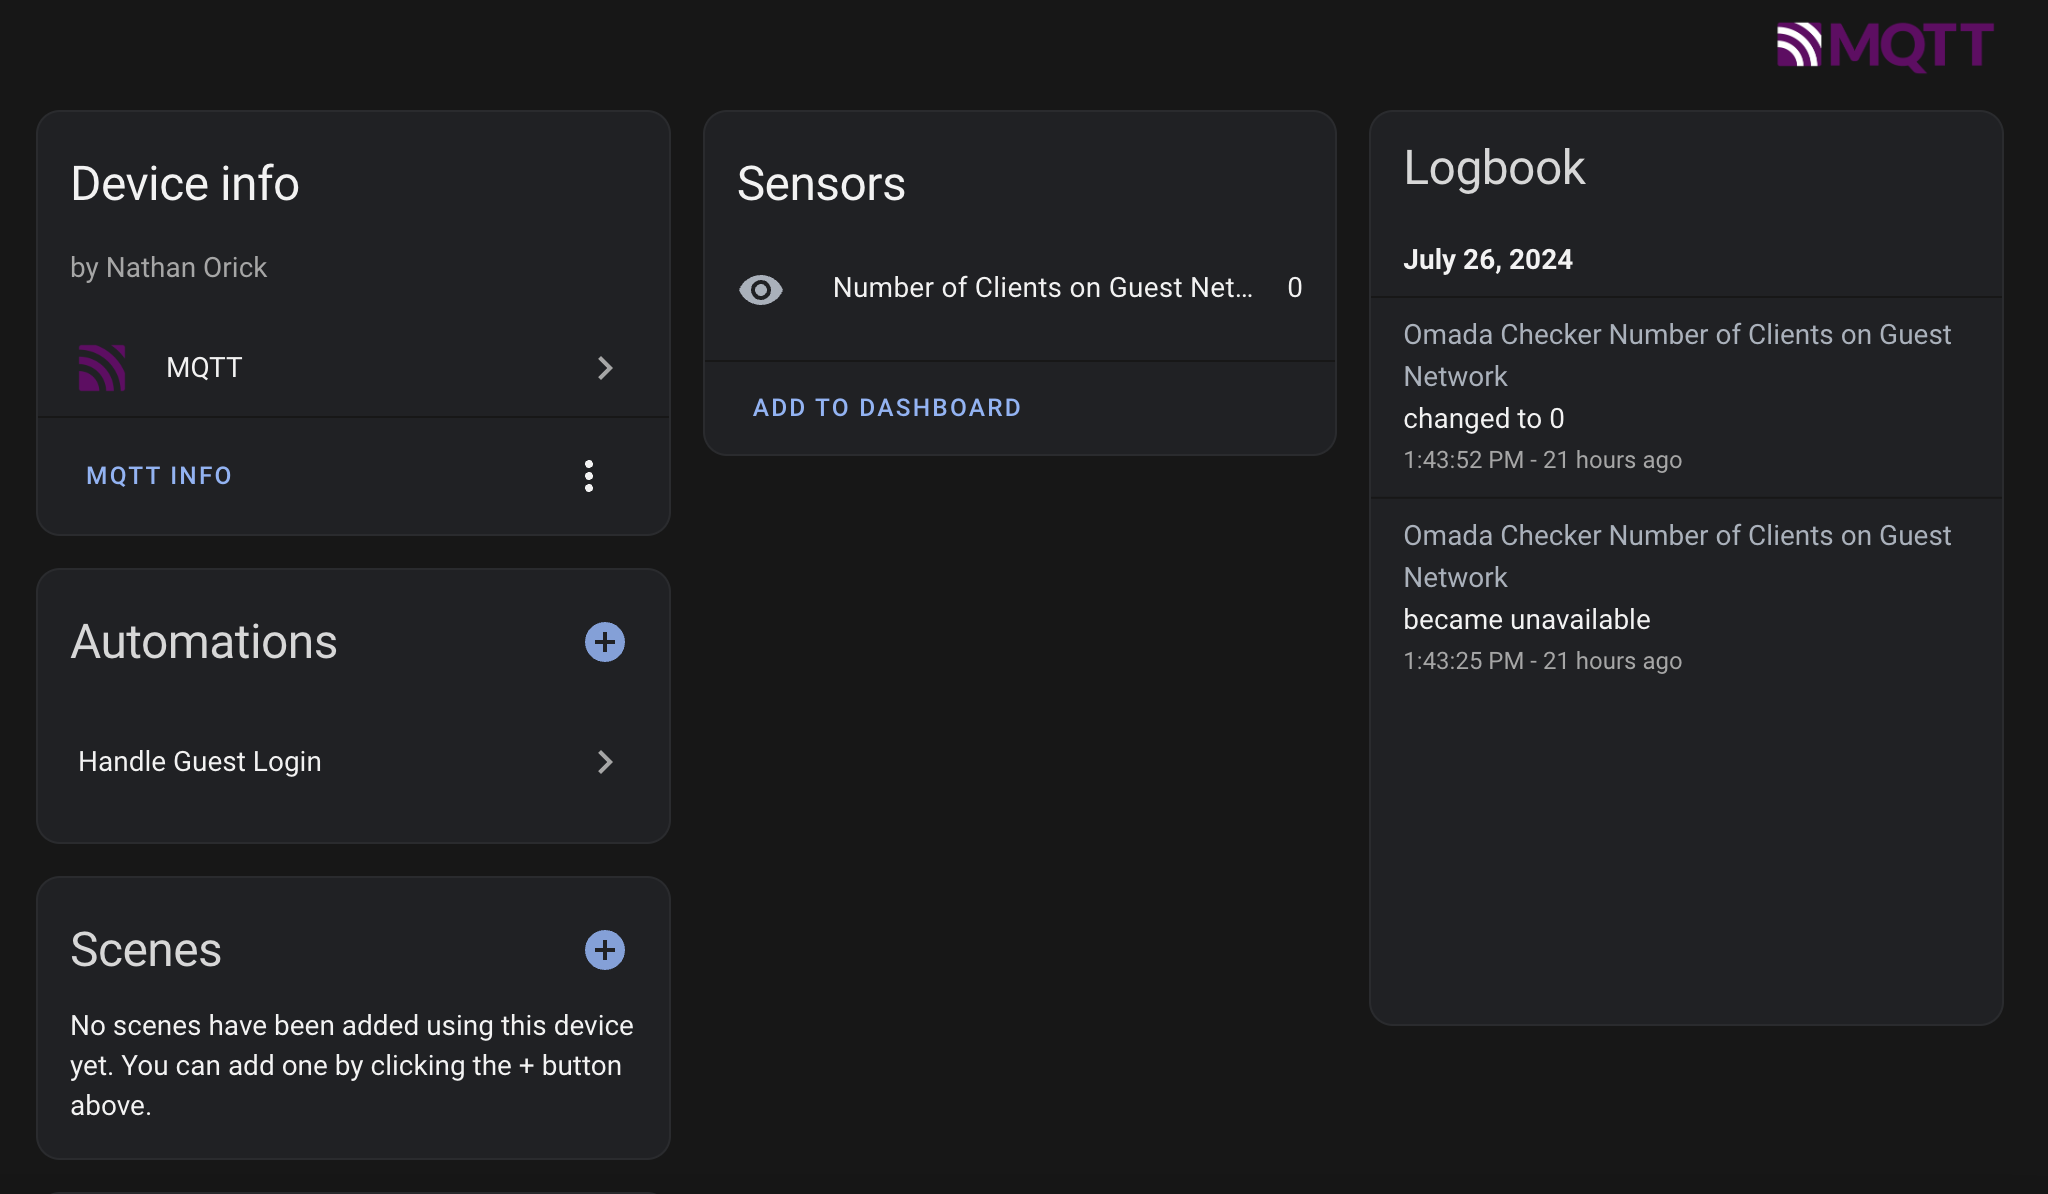 MQTT
Device info
by Nathan Orick
MQTT
MQTT INFO
Automations
Handle Guest Login
Scenes
No scenes have been added using this device
yet. You can add one by clicking the + button
above.
Sensors
Number of Clients on Guest Net... 0
ADD TO DASHBOARD
Logbook
July 26, 2024
Omada Checker Number of Clients on Guest
Network
changed to 0
1:43:52 PM - 21 hours ago
Omada Checker Number of Clients on Guest
Network
became unavailable
1:43:25 PM - 21 hours ago